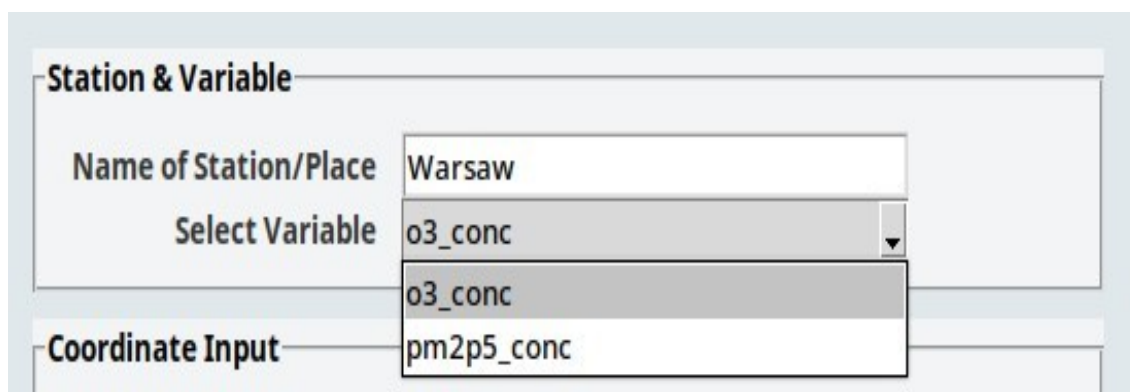 Station & Variable
Name of Station/Place Warsaw
Select Variable o3_conc
o3_conc
pm2p5_conc
Coordinate Input